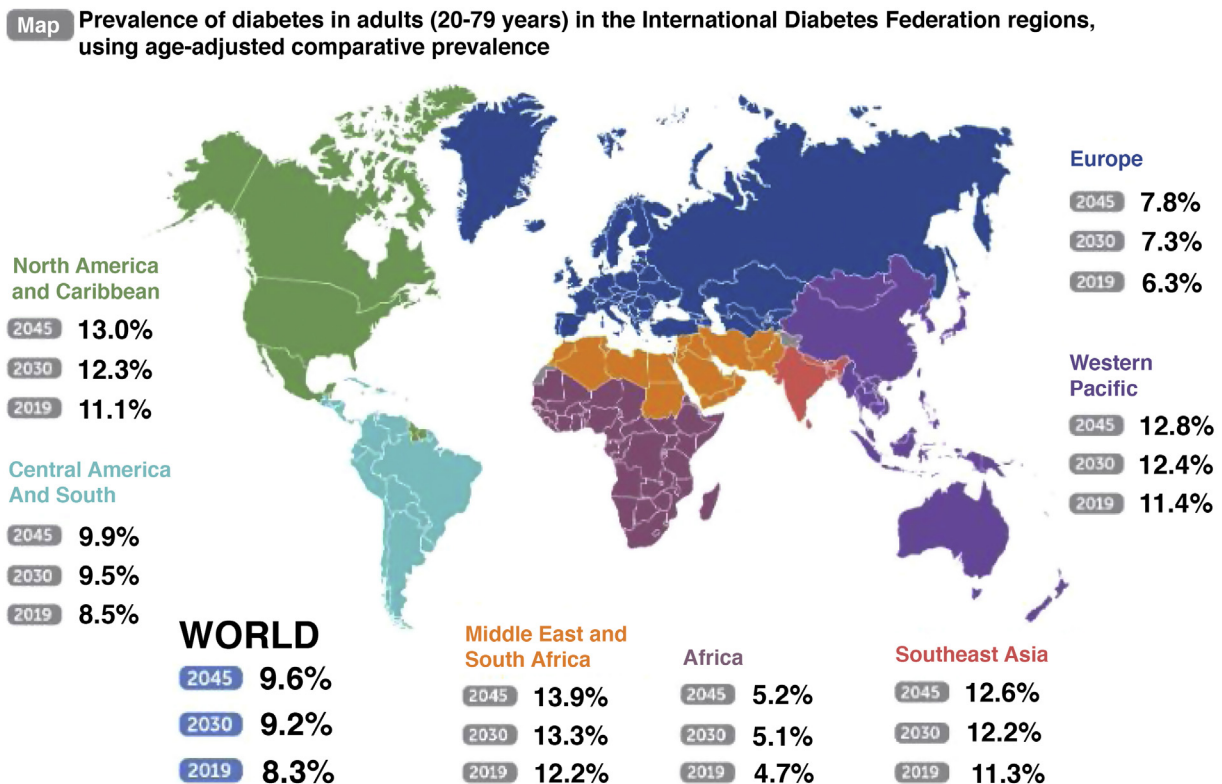 Map
Prevalence of diabetes in adults (20-79 years) in the International Diabetes Federation regions,
using age-adjusted comparative prevalence
North America
and Caribbean
2045 13.0%
2030 12.3%
2019 11.1%
Central America
And South
2045 9.9%
2030 9.5%
2019 8.5%
WORLD
2045 9.6%
2030 9.2%
2019 8.3%
Middle East and
South Africa
2045 13.9%
2030 13.3%
2019 12.2%
Africa
2045 5.2%
2030 5.1%
2019 4.7%
Southeast Asia
2045 12.6%
2030 12.2%
2019 11.3%
Europe
2045 7.8%
2030 7.3%
2019 6.3%
Western
Pacific
2045 12.8%
2030 12.4%
2019 11.4%